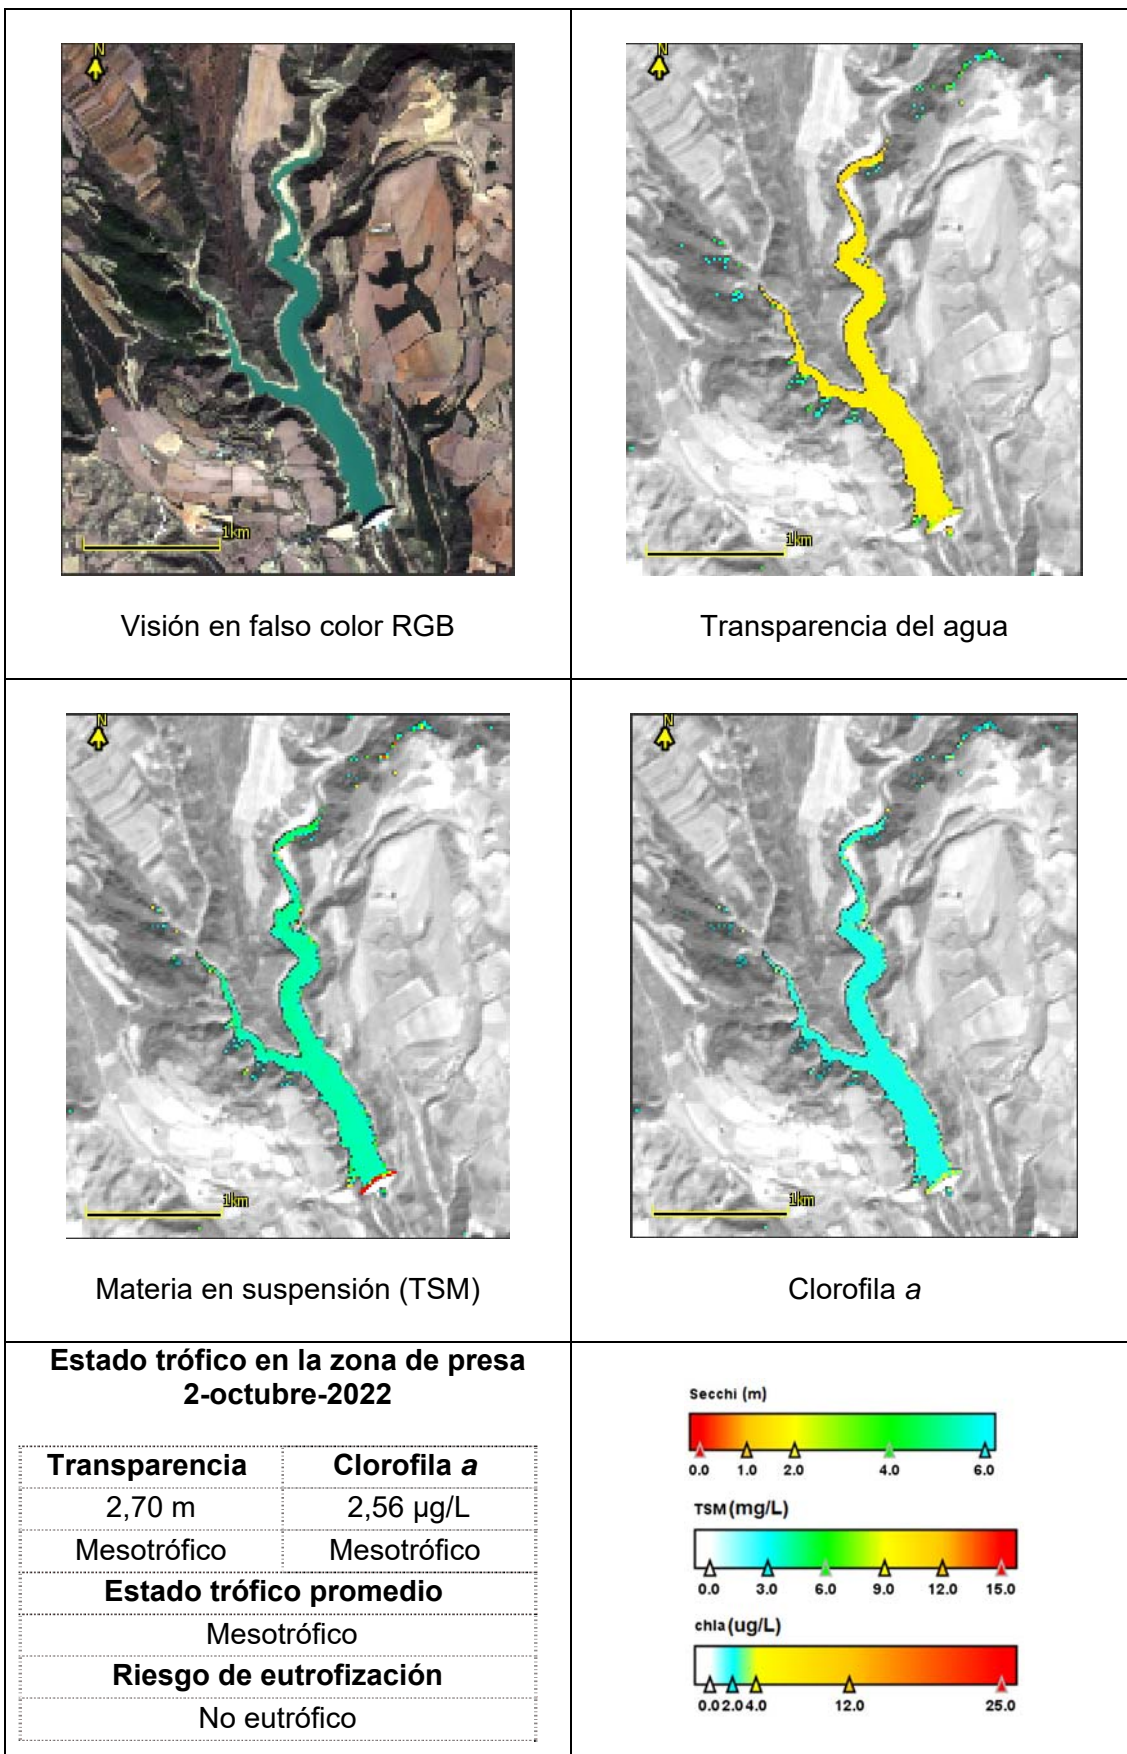 N
1km
Visión en falso color RGB
N
1km
Transparencia del agua
N
1km
Materia en suspensión (TSM)
N
1km
Clorofila a
Estado trófico en la zona de presa
2-octubre-2022
Transparencia Clorofila a
2,70 m 2,56 µg/L
Mesotrófico Mesotrófico
Estado trófico promedio
Mesotrófico
Riesgo de eutrofización
No eutrófico
Secchi (m)
0.0 1.0 2.0 4.0 6.0
TSM (mg/L)
0.0 3.0 6.0 9.0 12.0 15.0
chla (ug/L)
0.0 2.0 4.0 12.0 25.0